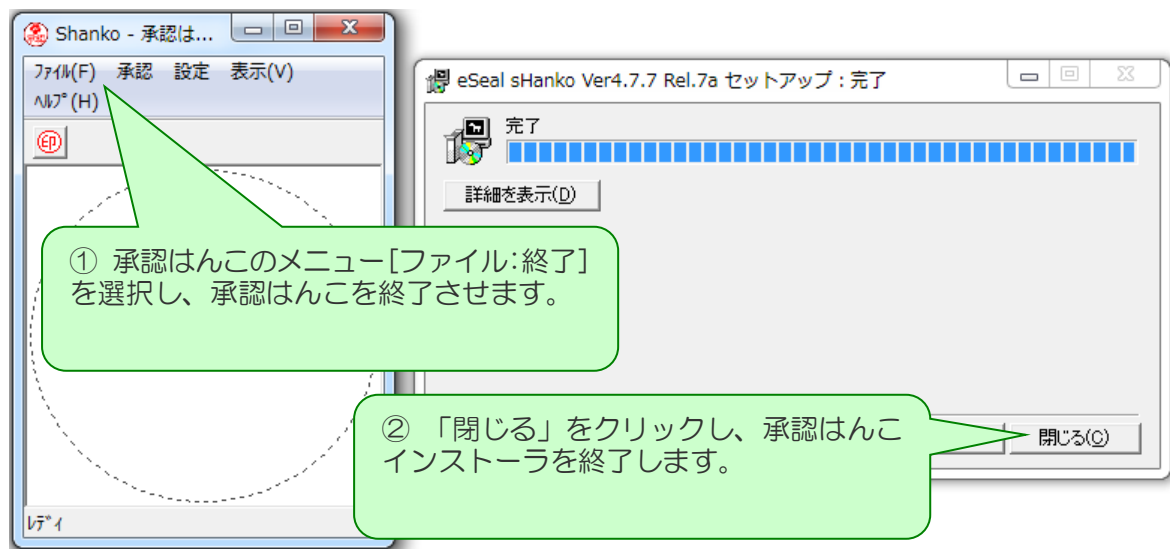 Shanko - 承認は...
ﾌｧｲﾙ(F) 承認 設定 表示(V)
ﾍﾙﾌﾟ(H)
印
① 承認はんこのメニュー[ファイル:終了]
を選択し、承認はんこを終了させます。
ﾚﾃﾞｨ
eSeal sHanko Ver4.7.7 Rel.7a セットアップ : 完了
完了
詳細を表示(D)
② 「閉じる」をクリックし、承認はんこ
インストーラを終了します。
閉じる(C)